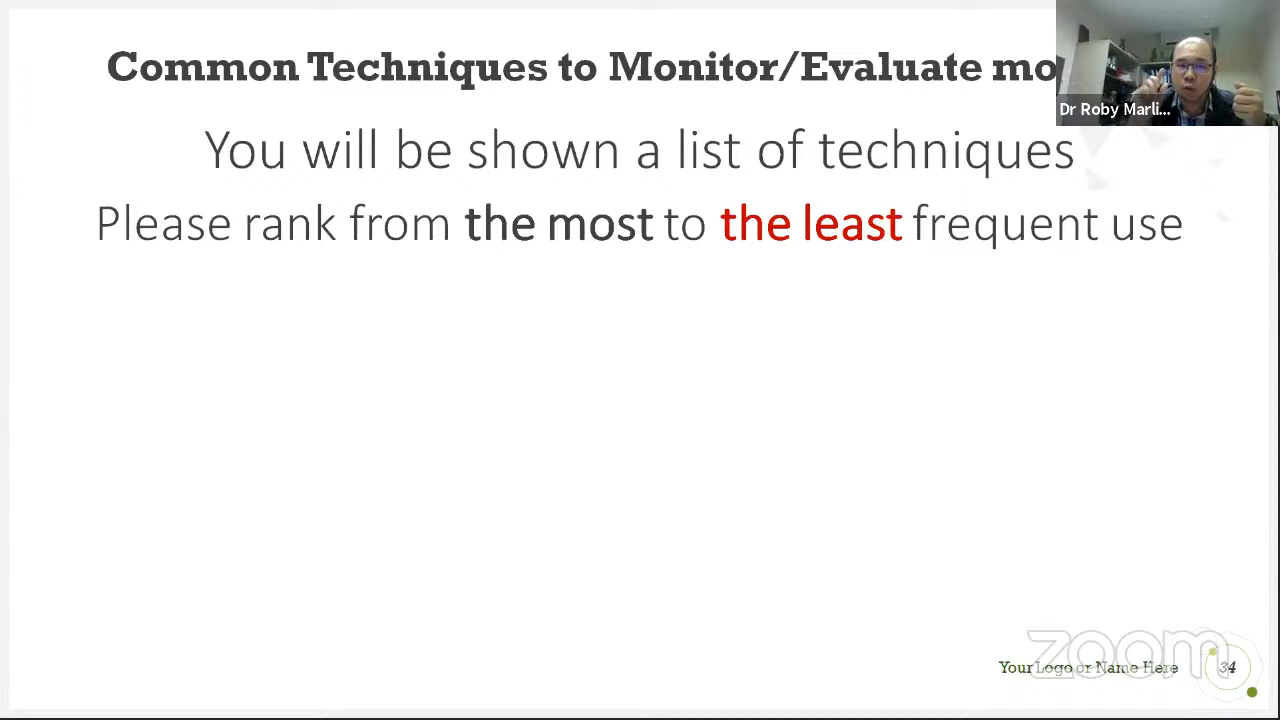 Common Techniques to Monitor/Evaluate mo
Dr Roby Marli...
You will be shown a list of techniques
Please rank from the most to the least frequent use
zoom
Your Logo or Name Here
34